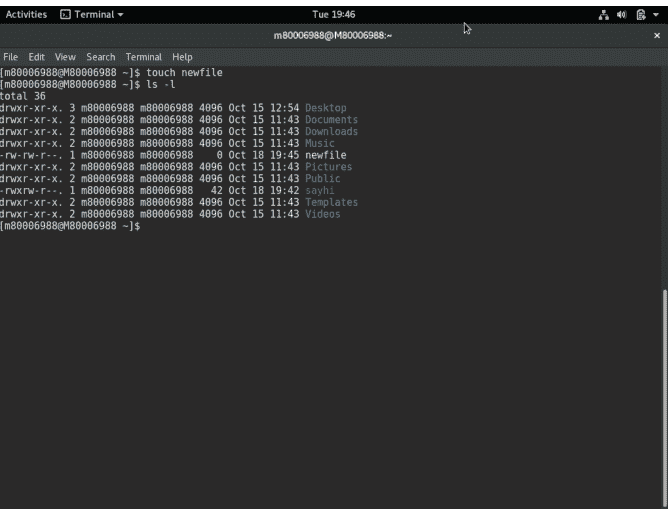 Activities Terminal Tue 19:46
m80006988@M80006988:~
File Edit View Search Terminal Help
[m80006988@M80006988 ~]$ touch newfile
[m80006988@M80006988 ~]$ ls -l
total 36
drwxr-xr-x. 3 m80006988 m80006988 4096 Oct 15 12:54 Desktop
drwxr-xr-x. 2 m80006988 m80006988 4096 Oct 15 11:43 Documents
drwxr-xr-x. 2 m80006988 m80006988 4096 Oct 15 11:43 Downloads
drwxr-xr-x. 2 m80006988 m80006988 4096 Oct 15 11:43 Music
-rw-rw-r--. 1 m80006988 m80006988 0 Oct 18 19:45 newfile
drwxr-xr-x. 2 m80006988 m80006988 4096 Oct 15 11:43 Pictures
drwxr-xr-x. 2 m80006988 m80006988 4096 Oct 15 11:43 Public
-rwxrw-r--. 1 m80006988 m80006988 42 Oct 18 19:42 sayhi
drwxr-xr-x. 2 m80006988 m80006988 4096 Oct 15 11:43 Templates
drwxr-xr-x. 2 m80006988 m80006988 4096 Oct 15 11:43 Videos
[m80006988@M80006988 ~]$